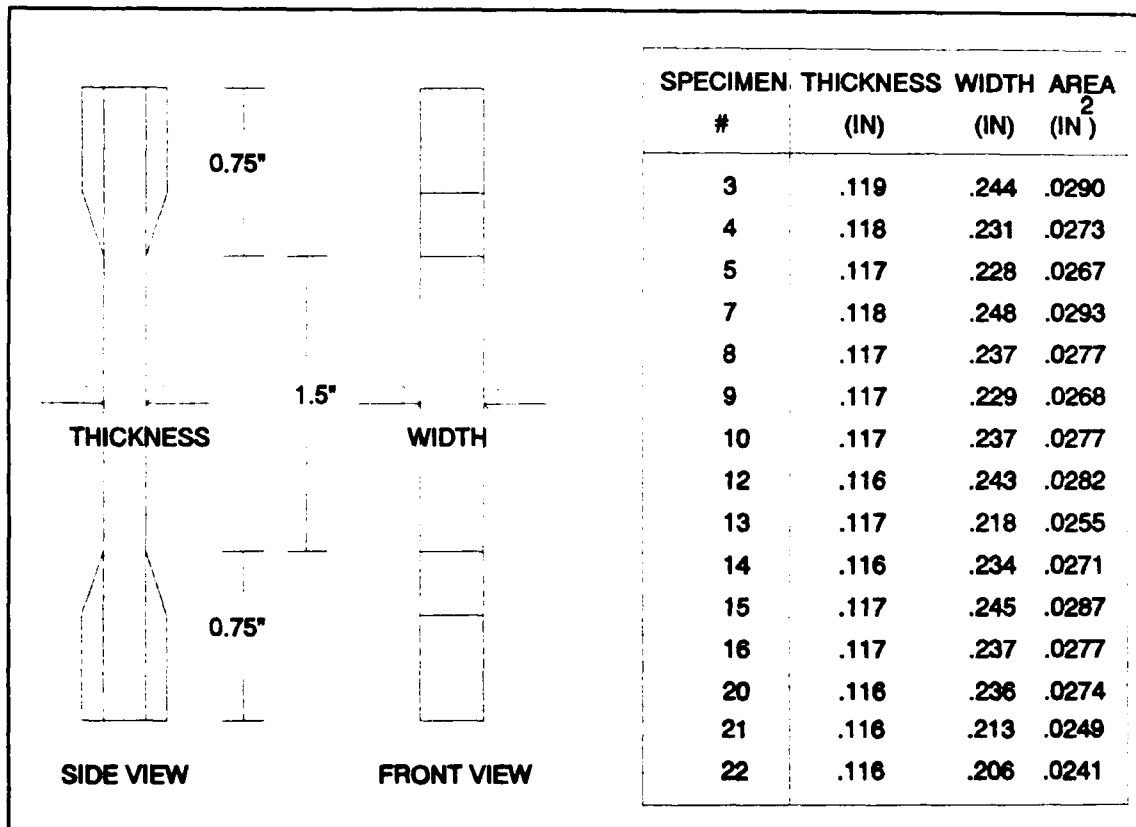 0.75"
1.5"
THICKNESS
WIDTH
0.75"
SIDE VIEW
FRONT VIEW
SPECIMEN THICKNESS WIDTH AREA
# (IN) (IN) (IN²)
3 .119 .244 .0290
4 .118 .231 .0273
5 .117 .228 .0267
7 .118 .248 .0293
8 .117 .237 .0277
9 .117 .229 .0268
10 .117 .237 .0277
12 .116 .243 .0282
13 .117 .218 .0255
14 .116 .234 .0271
15 .117 .245 .0287
16 .117 .237 .0277
20 .116 .236 .0274
21 .116 .213 .0249
22 .116 .206 .0241